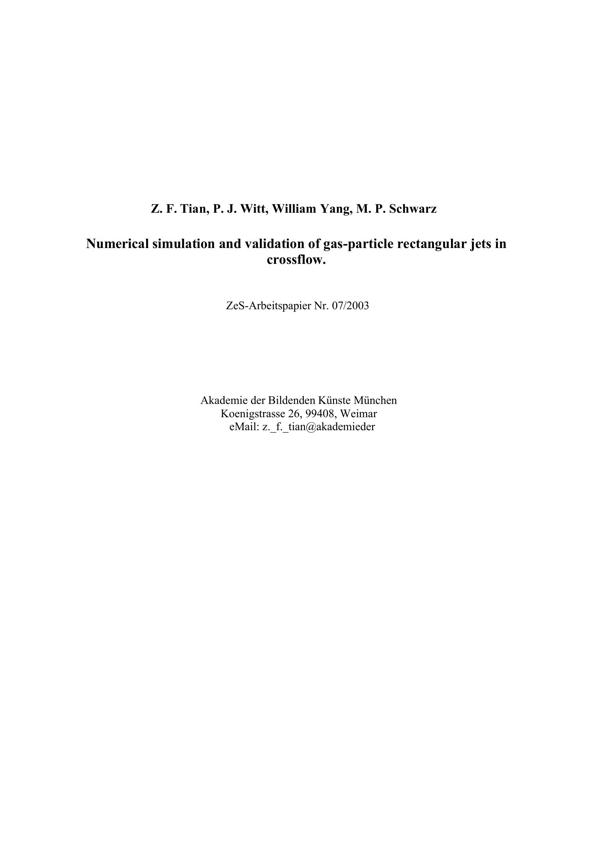 Z. F. Tian, P. J. Witt, William Yang, M. P. Schwarz
Numerical simulation and validation of gas-particle rectangular jets in
crossflow.
ZeS-Arbeitspapier Nr. 07/2003
Akademie der Bildenden Künste München
Koenigstrasse 26, 99408, Weimar
eMail: z._f._tian@akademieder